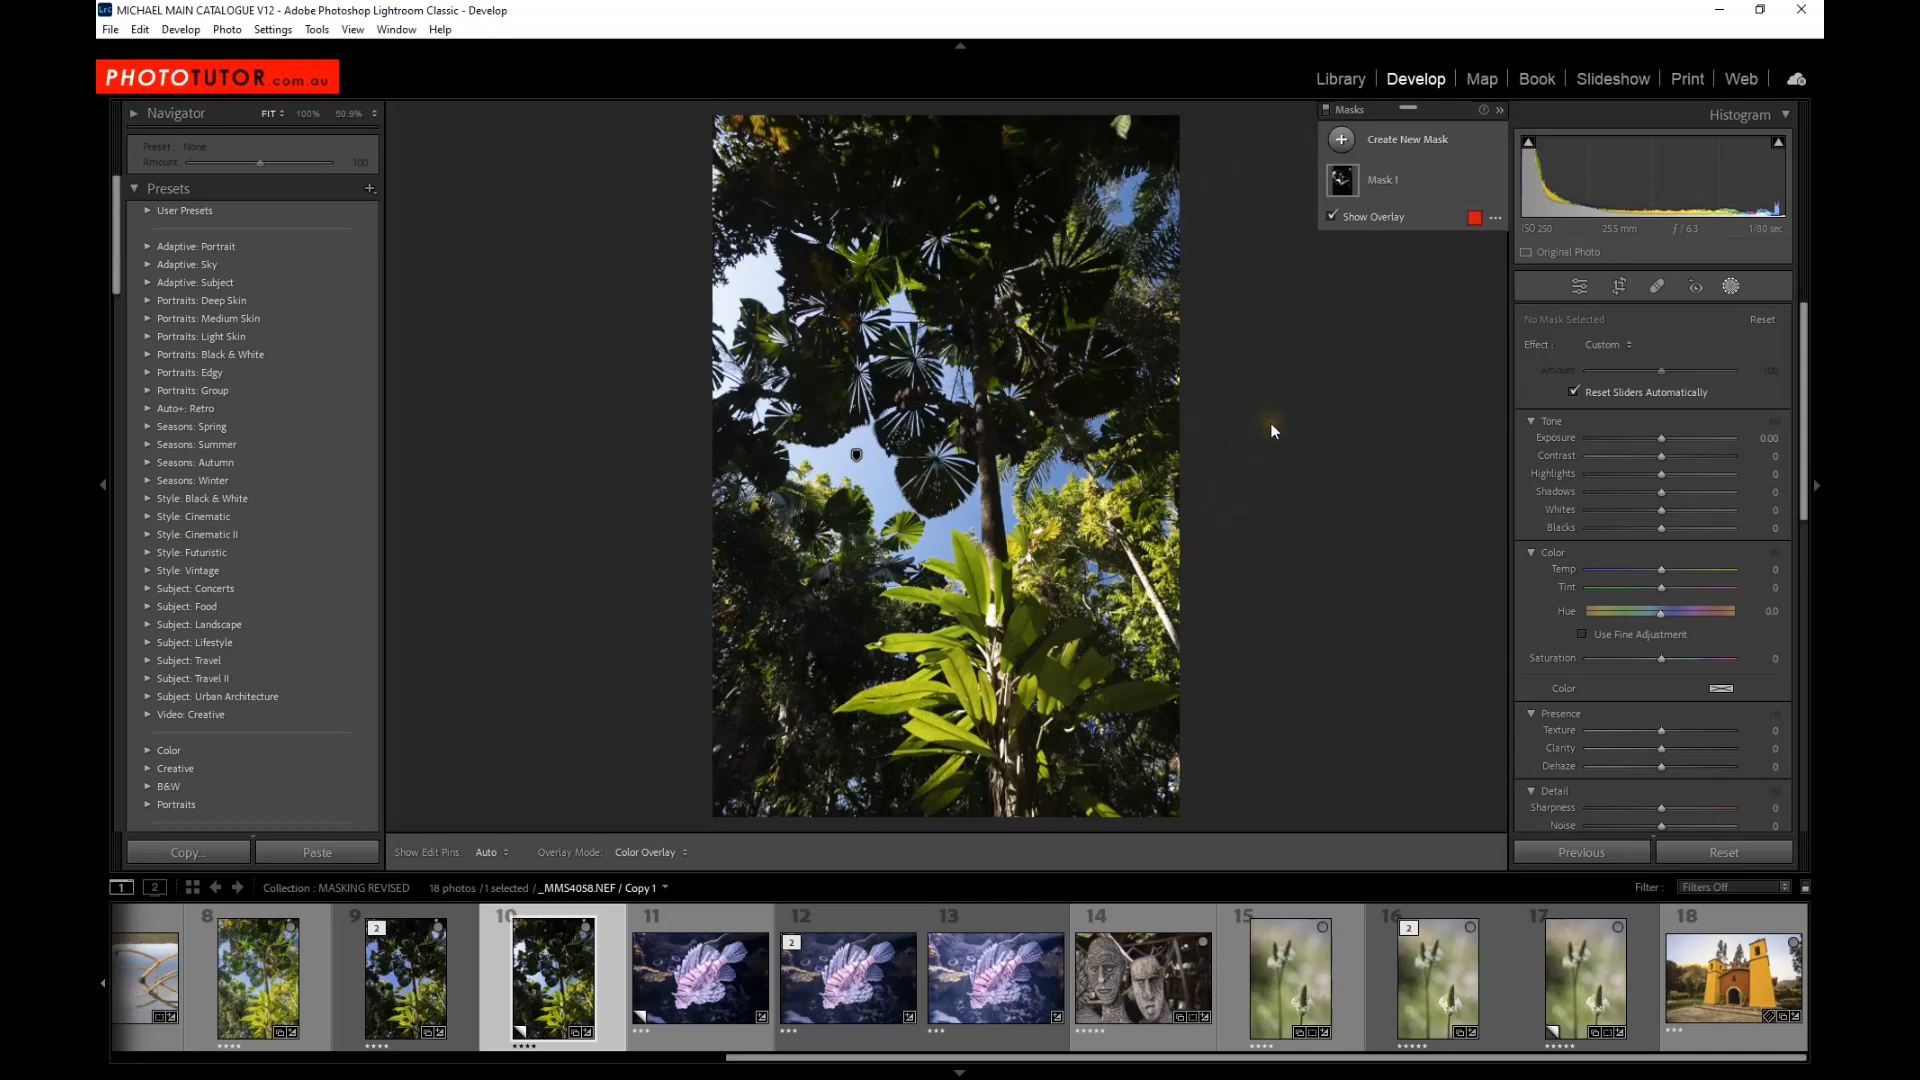 MICHAEL MAIN CATALOGUE V12 - Adobe Photoshop Lightroom Classic - Develop
File Edit Develop Photo Settings Tools View Window Help
PHOTOTUTOR.com.au
Library Develop Map Book Slideshow Print Web
Navigator FIT 100% 50.9%
Preset: None
Amount 100
Presets
User Presets
Adaptive: Portrait
Adaptive: Sky
Adaptive: Subject
Portraits: Deep Skin
Portraits: Medium Skin
Portraits: Light Skin
Portraits: Black & White
Portraits: Edgy
Portraits: Group
Auto+: Retro
Seasons: Spring
Seasons: Summer
Seasons: Autumn
Seasons: Winter
Style: Black & White
Style: Cinematic
Style: Cinematic II
Style: Futuristic
Style: Vintage
Subject: Concerts
Subject: Food
Subject: Landscape
Subject: Lifestyle
Subject: Travel
Subject: Travel II
Subject: Urban Architecture
Video: Creative
Color
Creative
B&W
Portraits
Copy... Paste
Masks
Create New Mask
Mask 1
Show Overlay
Histogram
ISO 250 25.5 mm ƒ / 6.3 1/80 sec
Original Photo
No Mask Selected Reset
Effect: Custom
Amount 100
Reset Sliders Automatically
Tone
Exposure 0.00
Contrast 0
Highlights 0
Shadows 0
Whites 0
Blacks 0
Color
Temp 0
Tint 0
Hue 0.0
Use Fine Adjustment
Saturation 0
Color
Presence
Texture 0
Clarity 0
Dehaze 0
Detail
Sharpness 0
Noise 0
Previous Reset
Show Edit Pins: Auto Overlay Mode: Color Overlay
1 2 Collection : MASKING REVISED 18 photos / 1 selected / _MMS4058.NEF / Copy 1 Filter : Filters Off
8 9 10 11 12 13 14 15 16 17 18
2 2 2